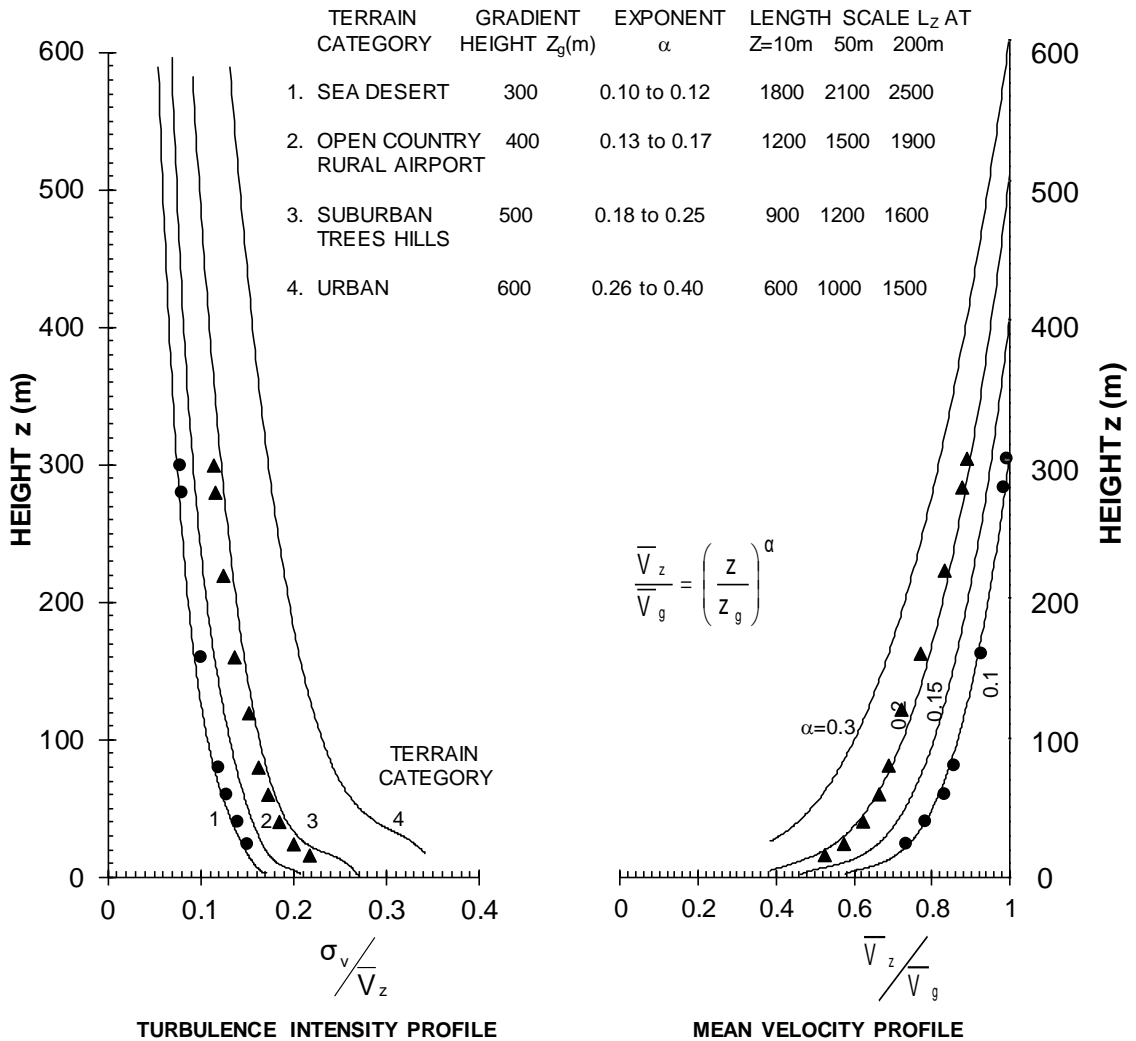 TERRAIN CATEGORY GRADIENT HEIGHT Zg(m) EXPONENT α LENGTH SCALE LZ AT Z=10m 50m 200m
1. SEA DESERT 300 0.10 to 0.12 1800 2100 2500
2. OPEN COUNTRY RURAL AIRPORT 400 0.13 to 0.17 1200 1500 1900
3. SUBURBAN TREES HILLS 500 0.18 to 0.25 900 1200 1600
4. URBAN 600 0.26 to 0.40 600 1000 1500
HEIGHT z (m)
600
500
400
300
200
100
0
0 0.1 0.2 0.3 0.4
1 2 3 4
TERRAIN
CATEGORY
σv/V̅z
TURBULENCE INTENSITY PROFILE
V̅z/V̅g = (z/zg)^α
α=0.3
0.2
0.15
0.1
600
500
400
300
200
100
0
HEIGHT z (m)
0 0.2 0.4 0.6 0.8 1
V̅z/V̅g
MEAN VELOCITY PROFILE